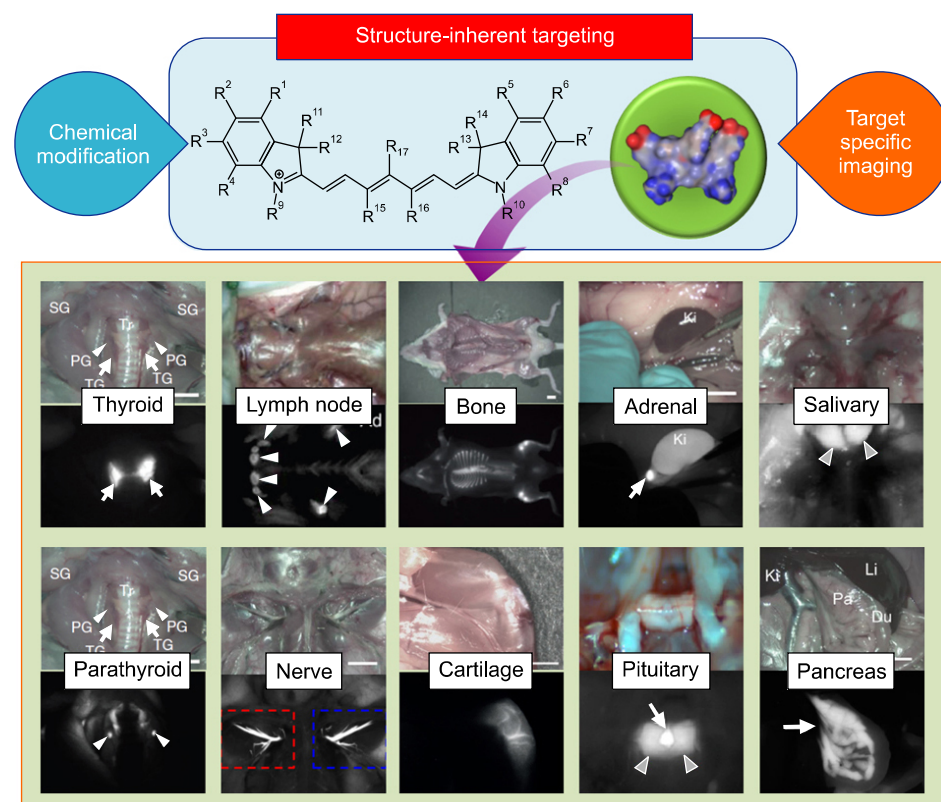 Structure-inherent targeting
Chemical
modification
Target
specific
imaging
R2 R1 R11 R12 R3 R4 N⊕ R9 R15 R17 R16 R14 R13 R5 R6 R7 R8 N R10
SG Tr SG
PG PG
TG TG
Thyroid
Lymph node
Bone
Ki
Adrenal
Ki
Salivary
SG Tr SG
PG PG
TG
Parathyroid
Nerve
Cartilage
Pituitary
Ki Li
Pa
Du
Pancreas